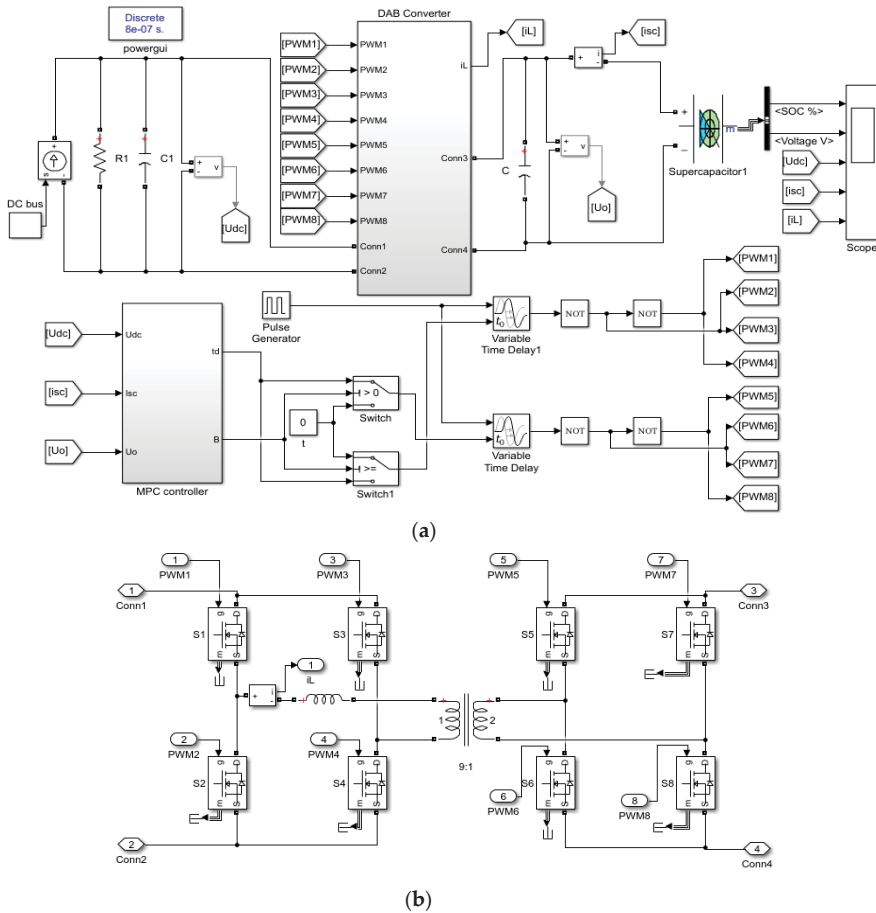 Discrete
8e-07 s.
powergui
DAB Converter
[PWM1]
[PWM2]
[PWM3]
[PWM4]
[PWM5]
[PWM6]
[PWM7]
[PWM8]
PWM1
PWM2
PWM3
PWM4
PWM5
PWM6
PWM7
PWM8
Conn1
Conn2
iL
Conn3
Conn4
[iL]
[isc]
+
-
i
s
+
-
DC bus
R1
C1
+
-
v
[Udc]
C
+
-
v
[Uo]
+
–
m
Supercapacitor1
<SOC %>
<Voltage V>
[Udc]
[isc]
[iL]
Scope
[Udc]
[isc]
[Uo]
Udc
Isc
Uo
td
B
MPC controller
Pulse
Generator
0
t
> 0
Switch
>=
Switch1
t0
Variable
Time Delay1
NOT
NOT
t0
Variable
Time Delay
NOT
NOT
[PWM1]
[PWM2]
[PWM3]
[PWM4]
[PWM5]
[PWM6]
[PWM7]
[PWM8]
(a)
1
PWM1
3
PWM3
5
PWM5
7
PWM7
1
Conn1
3
Conn3
S1
g
D
m
S
S3
g
D
m
S
S5
g
D
m
S
S7
g
D
m
S
1
iL
+
-
i
+
1
2
9:1
2
PWM2
4
PWM4
6
PWM6
8
PWM8
S2
g
D
m
S
S4
g
D
m
S
S6
g
D
m
S
S8
g
D
m
S
2
Conn2
4
Conn4
(b)